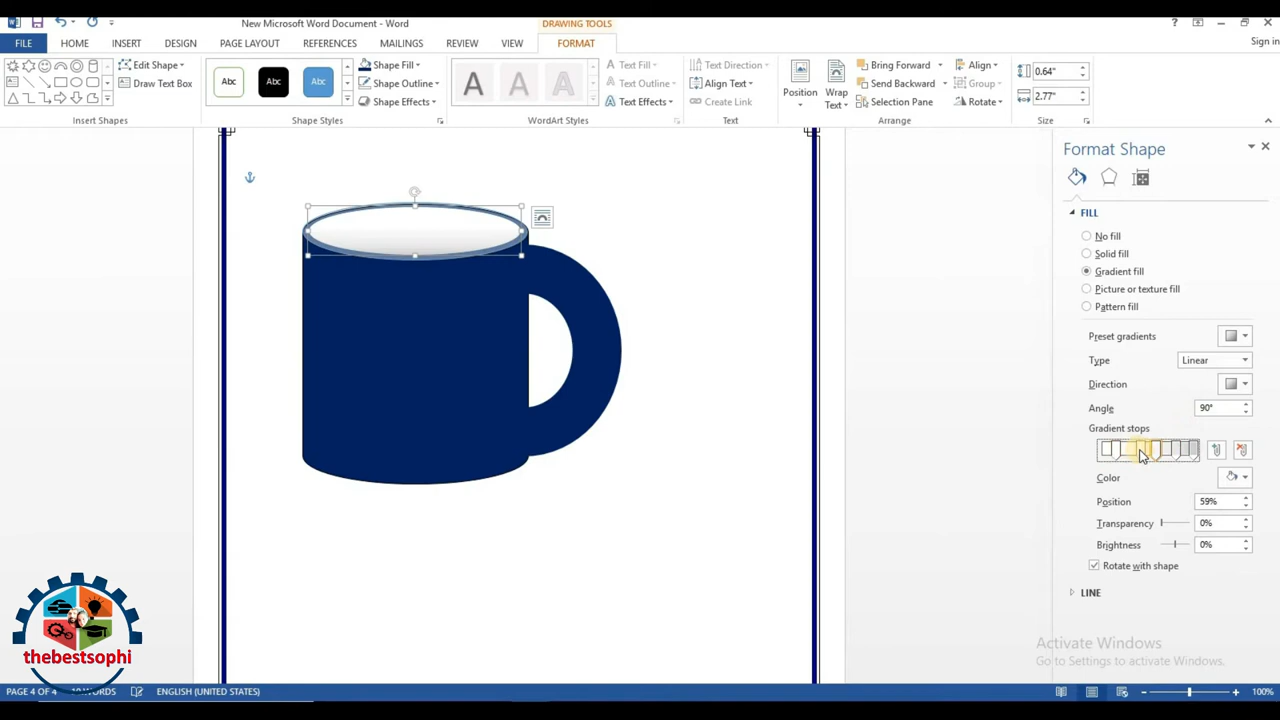 New Microsoft Word Document - Word
DRAWING TOOLS
FILE HOME INSERT DESIGN PAGE LAYOUT REFERENCES MAILINGS REVIEW VIEW FORMAT
Sign in
Edit Shape
Draw Text Box
Insert Shapes
Abc Abc Abc
Shape Fill
Shape Outline
Shape Effects
Shape Styles
A A A
Text Fill
Text Outline
Text Effects
WordArt Styles
Text Direction
Align Text
Create Link
Text
Position
Wrap
Text
Bring Forward
Send Backward
Selection Pane
Align
Group
Rotate
Arrange
0.64"
2.77"
Size
Format Shape
FILL
No fill
Solid fill
Gradient fill
Picture or texture fill
Pattern fill
Preset gradients
Type Linear
Direction
Angle 90°
Gradient stops
Color
Position 59%
Transparency 0%
Brightness 0%
Rotate with shape
LINE
Activate Windows
Go to Settings to activate Windows.
thebestsophi
PAGE 4 OF 4 WORDS ENGLISH (UNITED STATES) 100%